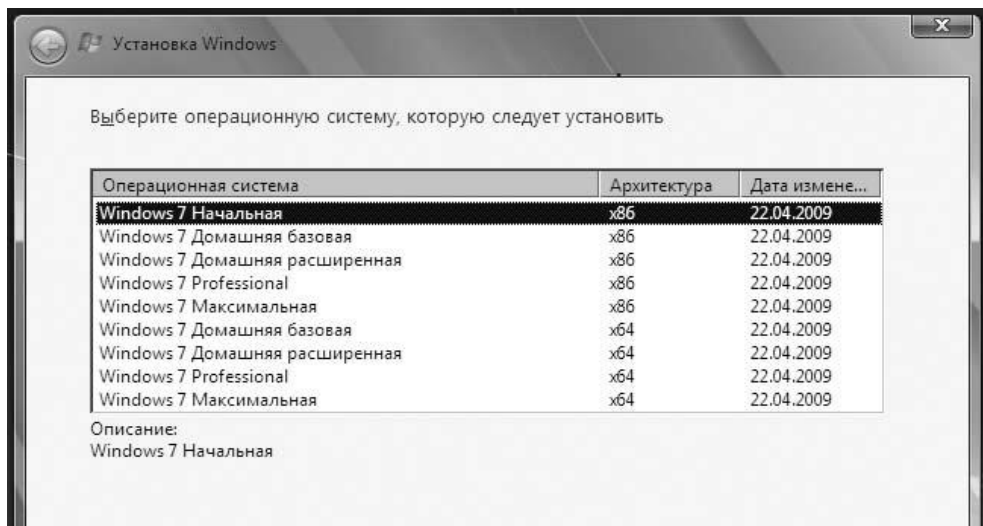 Установка Windows
Выберите операционную систему, которую следует установить
Операционная система Архитектура Дата измене...
Windows 7 Начальная x86 22.04.2009
Windows 7 Домашняя базовая x86 22.04.2009
Windows 7 Домашняя расширенная x86 22.04.2009
Windows 7 Professional x86 22.04.2009
Windows 7 Максимальная x86 22.04.2009
Windows 7 Домашняя базовая x64 22.04.2009
Windows 7 Домашняя расширенная x64 22.04.2009
Windows 7 Professional x64 22.04.2009
Windows 7 Максимальная x64 22.04.2009
Описание:
Windows 7 Начальная